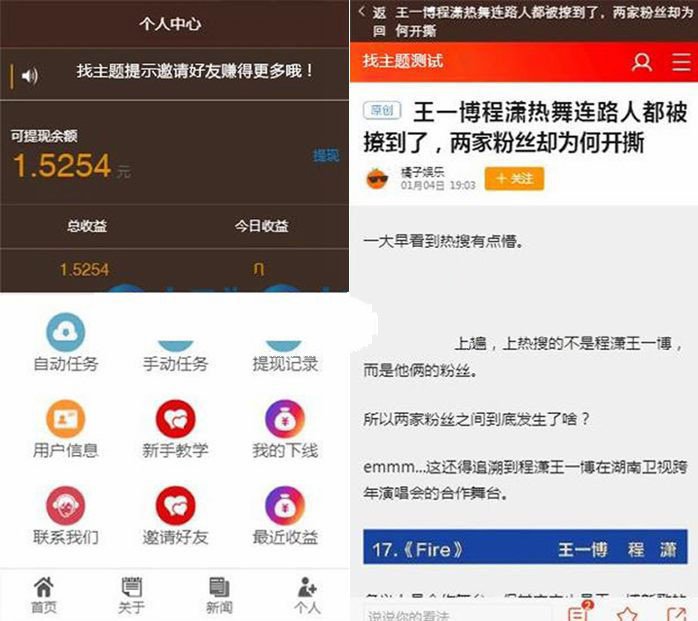 个人中心
找主题提示邀请好友赚得更多哦！
可提现余额
1.5254 元
提现
总收益 今日收益
1.5254
自动任务 手动任务 提现记录
用户信息 新手教学 我的下线
联系我们 邀请好友 最近收益
首页 关于 新闻 个人
返回 王一博程潇热舞连路人都被撩到了，两家粉丝却为何开撕
找主题测试
原创 王一博程潇热舞连路人都被
撩到了，两家粉丝却为何开撕
橘子娱乐
01月04日 19:03
＋关注
一大早看到热搜有点懵。
上热搜的不是程潇王一博，
而是他俩的粉丝。
所以两家粉丝之间到底发生了啥？
emmm...这还得追溯到程潇王一博在湖南卫视跨
年演唱会的合作舞台。
17.《Fire》 王一博 程 潇
说说你的看法
2